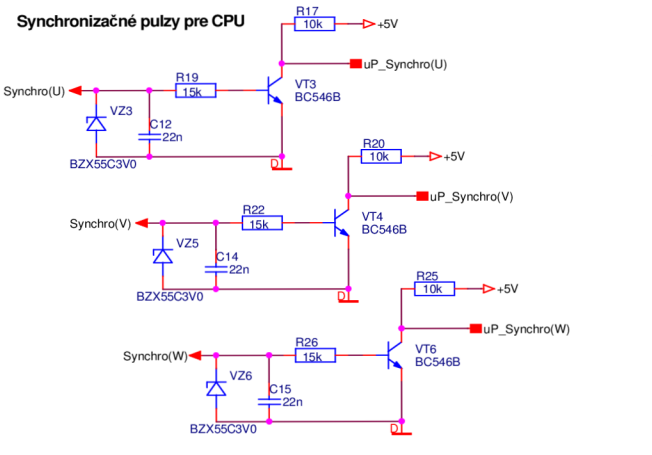 Synchronizačné pulzy pre CPU
R17
10k
+5V
uP_Synchro(U)
R19
15k
Synchro(U)
VT3
BC546B
VZ3
C12
22n
BZX55C3V0
D
R20
10k
+5V
uP_Synchro(V)
R22
15k
Synchro(V)
VT4
BC546B
VZ5
C14
22n
BZX55C3V0
D
R25
10k
+5V
uP_Synchro(W)
R26
15k
Synchro(W)
VT6
BC546B
VZ6
C15
22n
BZX55C3V0
D